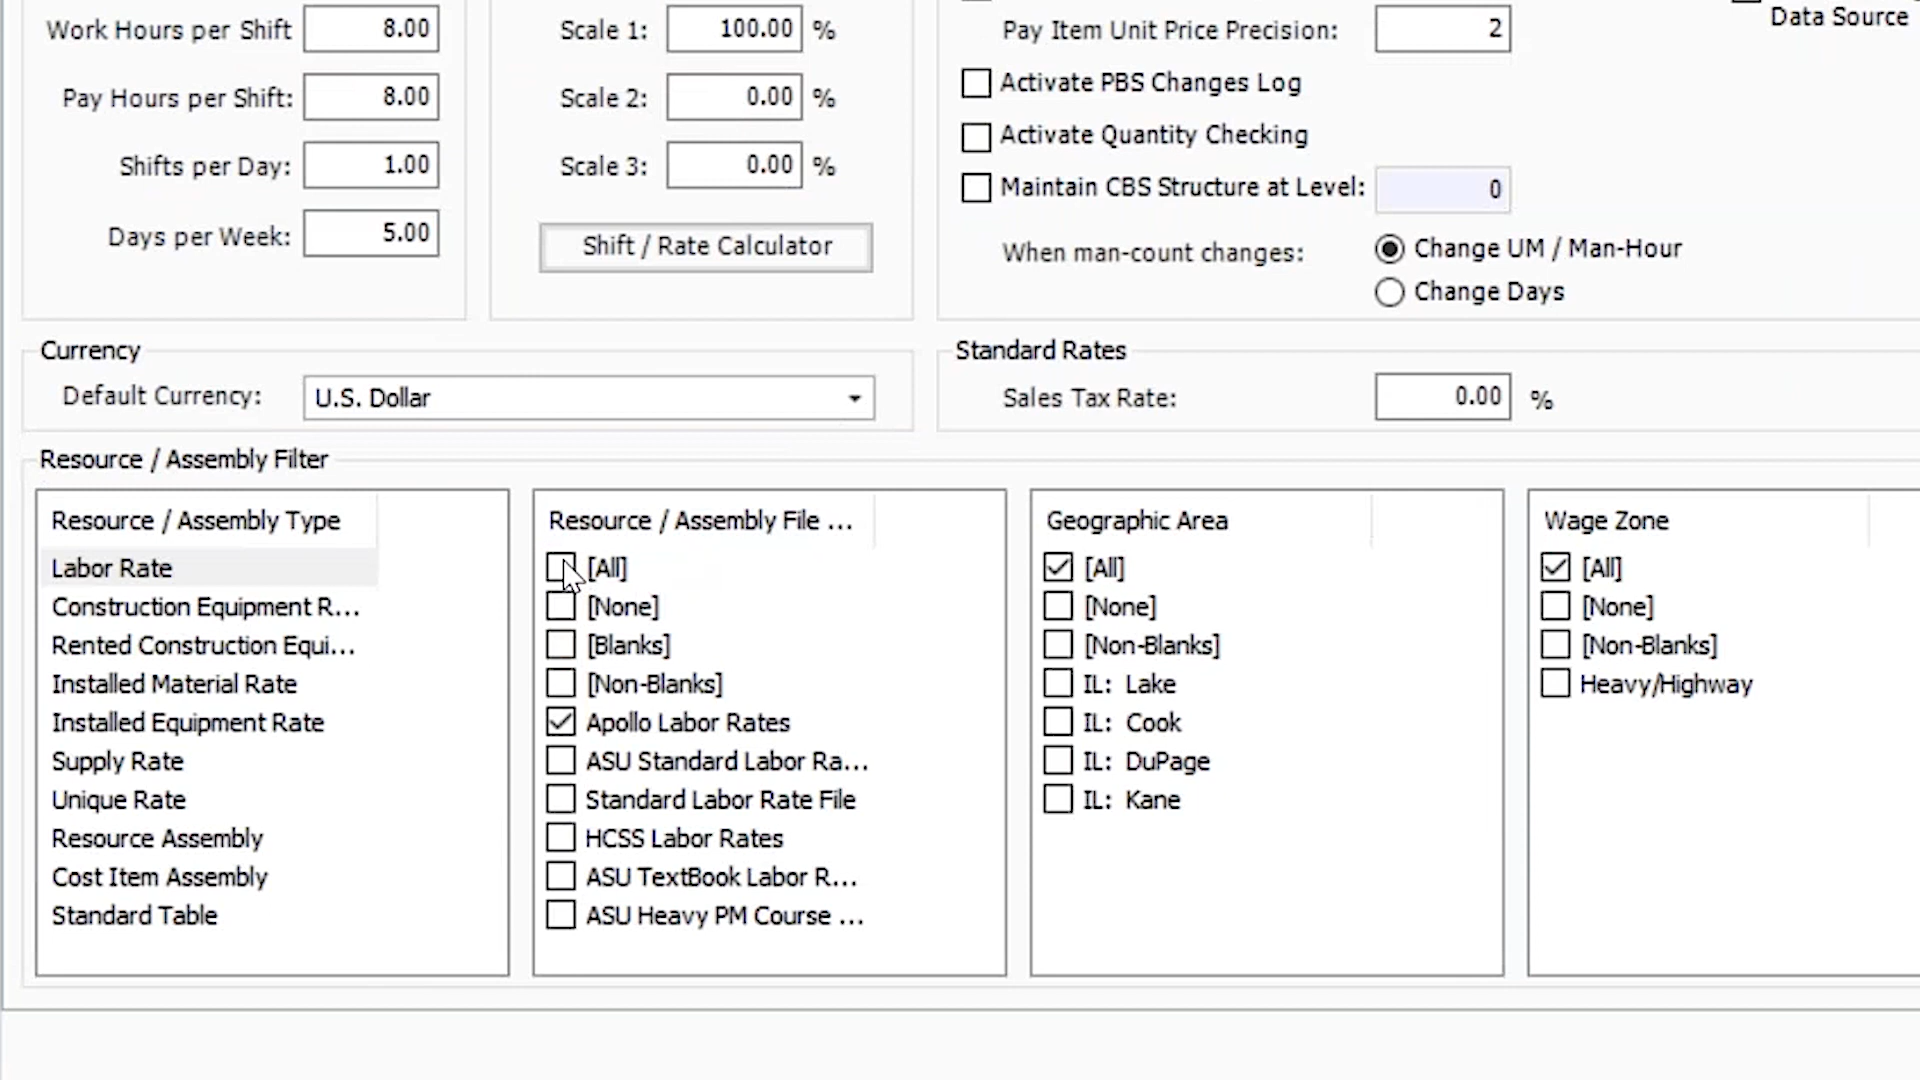 Work Hours per Shift 8.00
Pay Hours per Shift: 8.00
Shifts per Day: 1.00
Days per Week: 5.00
Scale 1: 100.00 %
Scale 2: 0.00 %
Scale 3: 0.00 %
Shift / Rate Calculator
Data Source
Pay Item Unit Price Precision: 2
Activate PBS Changes Log
Activate Quantity Checking
Maintain CBS Structure at Level: 0
When man-count changes: Change UM / Man-Hour
Change Days
Currency
Default Currency: U.S. Dollar
Standard Rates
Sales Tax Rate: 0.00 %
Resource / Assembly Filter
Resource / Assembly Type
Labor Rate
Construction Equipment R...
Rented Construction Equi...
Installed Material Rate
Installed Equipment Rate
Supply Rate
Unique Rate
Resource Assembly
Cost Item Assembly
Standard Table
Resource / Assembly File ...
[All]
[None]
[Blanks]
[Non-Blanks]
Apollo Labor Rates
ASU Standard Labor Ra...
Standard Labor Rate File
HCSS Labor Rates
ASU TextBook Labor R...
ASU Heavy PM Course ...
Geographic Area
[All]
[None]
[Non-Blanks]
IL: Lake
IL: Cook
IL: DuPage
IL: Kane
Wage Zone
[All]
[None]
[Non-Blanks]
Heavy/Highway